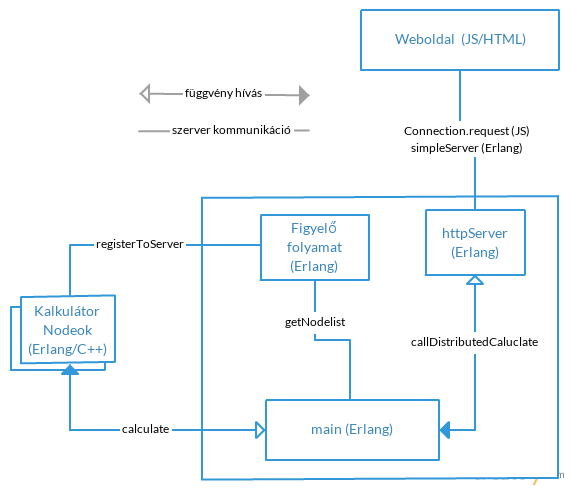 Weboldal (JS/HTML)
függvény hívás
szerver kommunikáció
Connection.request (JS)
simpleServer (Erlang)
Figyelő
folyamat
(Erlang)
httpServer
(Erlang)
registerToServer
Kalkulátor
Nodeok
(Erlang/C++)
getNodelist
callDistributedCaluclate
calculate
main (Erlang)